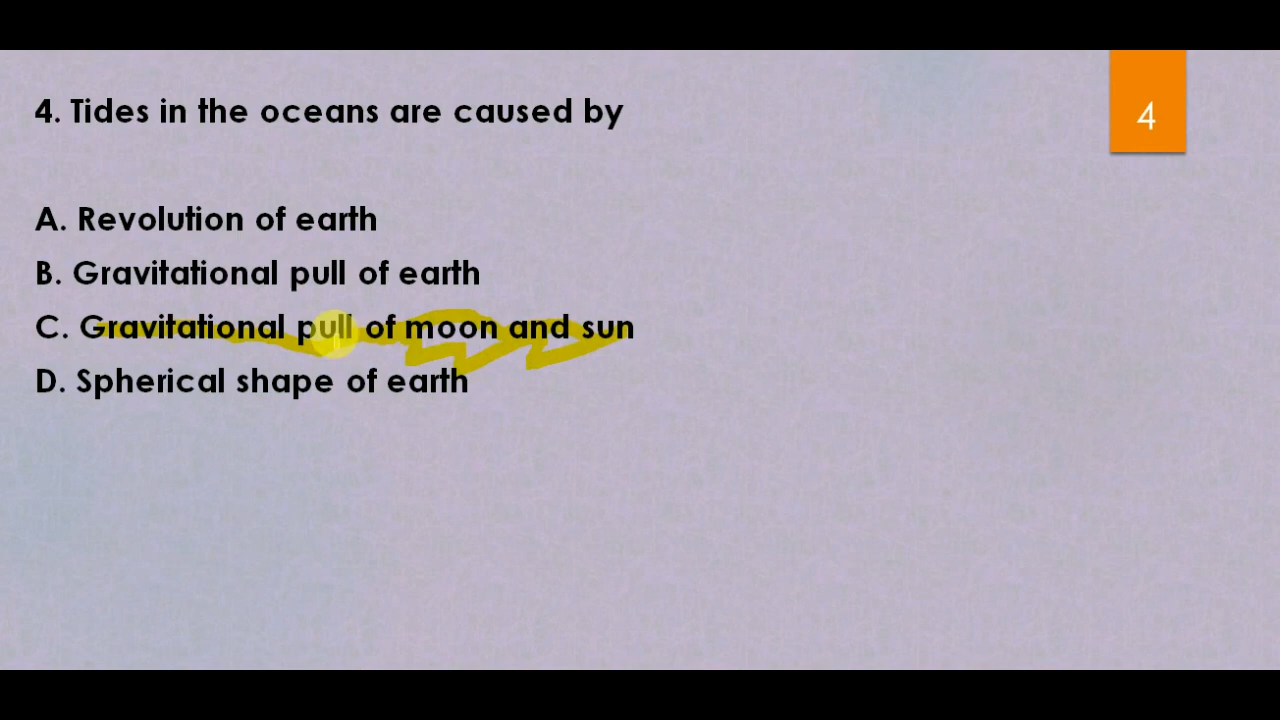 4. Tides in the oceans are caused by
4
A. Revolution of earth
B. Gravitational pull of earth
C. Gravitational pull of moon and sun
D. Spherical shape of earth